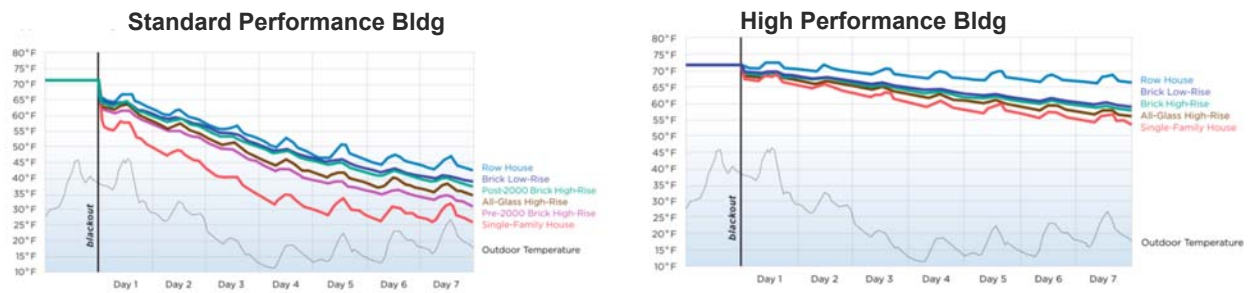 Standard Performance Bldg
80°F
75°F
70°F
65°F
60°F
55°F
50°F
45°F
40°F
35°F
30°F
25°F
20°F
15°F
10°F
blackout
Day 1 Day 2 Day 3 Day 4 Day 5 Day 6 Day 7
Row House
Brick Low-Rise
Post-2000 Brick High-Rise
All-Glass High-Rise
Pre-2000 Brick High-Rise
Single-Family House
Outdoor Temperature
High Performance Bldg
80°F
75°F
70°F
65°F
60°F
55°F
50°F
45°F
40°F
35°F
30°F
25°F
20°F
15°F
10°F
blackout
Day 1 Day 2 Day 3 Day 4 Day 5 Day 6 Day 7
Row House
Brick Low-Rise
Brick High-Rise
All-Glass High-Rise
Single-Family House
Outdoor Temperature